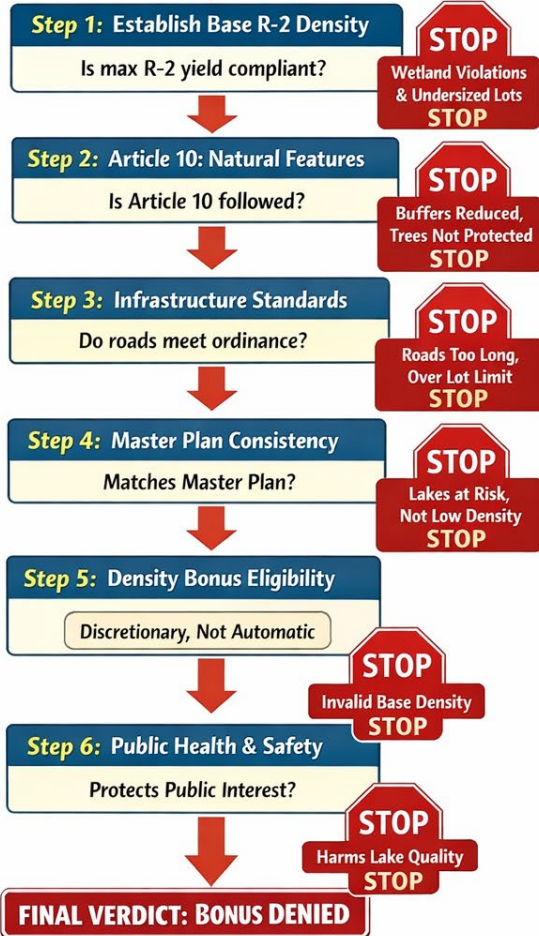 Step 1: Establish Base R-2 Density
Is max R-2 yield compliant?
STOP
Wetland Violations
& Undersized Lots
STOP
Step 2: Article 10: Natural Features
Is Article 10 followed?
STOP
Buffers Reduced,
Trees Not Protected
STOP
Step 3: Infrastructure Standards
Do roads meet ordinance?
STOP
Roads Too Long,
Over Lot Limit
STOP
Step 4: Master Plan Consistency
Matches Master Plan?
STOP
Lakes at Risk,
Not Low Density
STOP
Step 5: Density Bonus Eligibility
Discretionary, Not Automatic
STOP
Invalid Base Density
STOP
Step 6: Public Health & Safety
Protects Public Interest?
STOP
Harms Lake Quality
STOP
FINAL VERDICT: BONUS DENIED